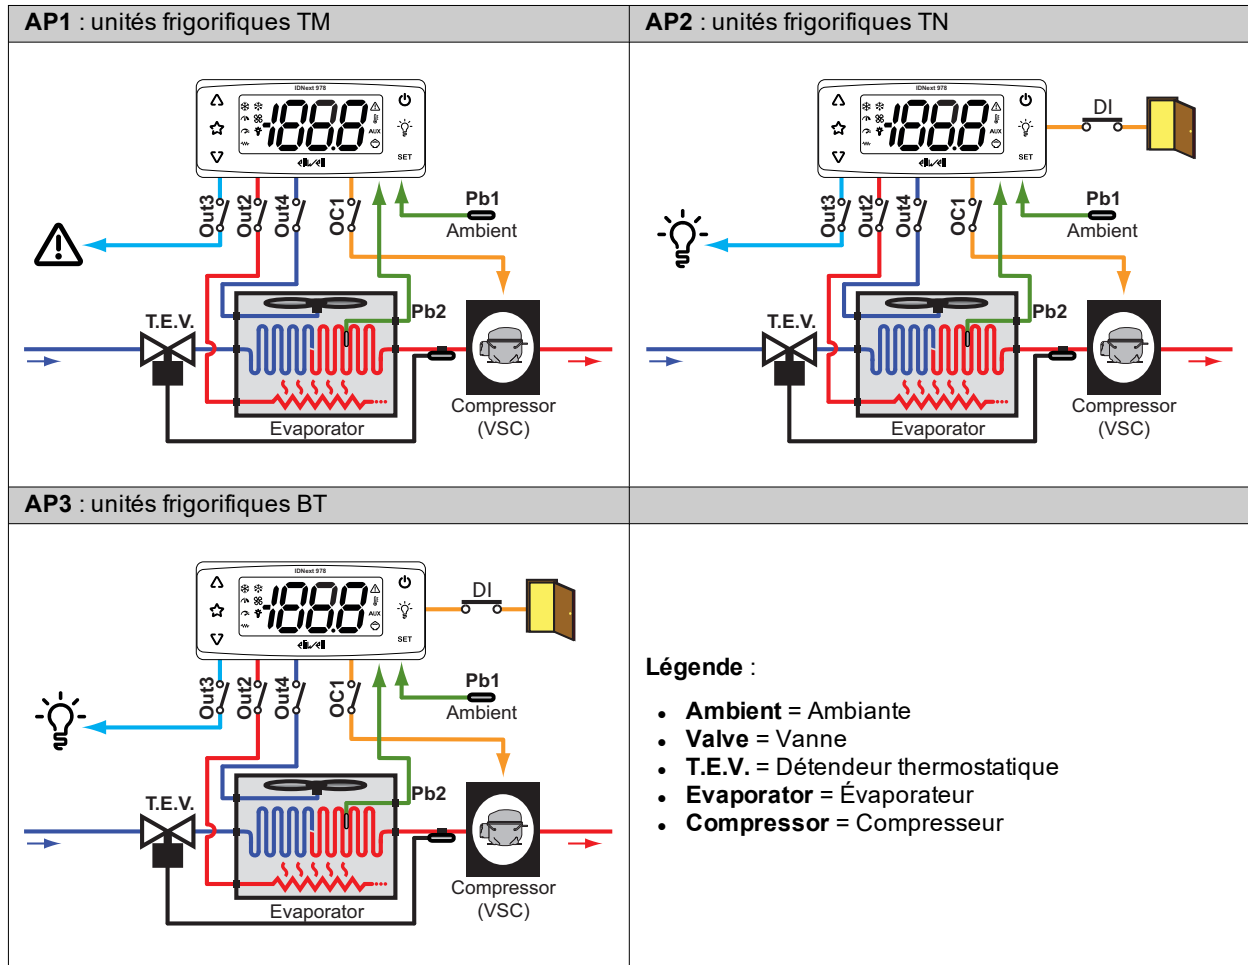 AP1 : unités frigorifiques TM
IDNext 978
188.8
AUX
SET
eliwell
Out3
Out2
Out4
OC1
Pb1
Ambient
T.E.V.
Pb2
Evaporator
Compressor
(VSC)
AP2 : unités frigorifiques TN
IDNext 978
188.8
AUX
SET
eliwell
DI
Out3
Out2
Out4
OC1
Pb1
Ambient
T.E.V.
Pb2
Evaporator
Compressor
(VSC)
AP3 : unités frigorifiques BT
IDNext 978
188.8
AUX
SET
eliwell
DI
Out3
Out2
Out4
OC1
Pb1
Ambient
T.E.V.
Pb2
Evaporator
Compressor
(VSC)
Légende :
• Ambient = Ambiante
• Valve = Vanne
• T.E.V. = Détendeur thermostatique
• Evaporator = Évaporateur
• Compressor = Compresseur